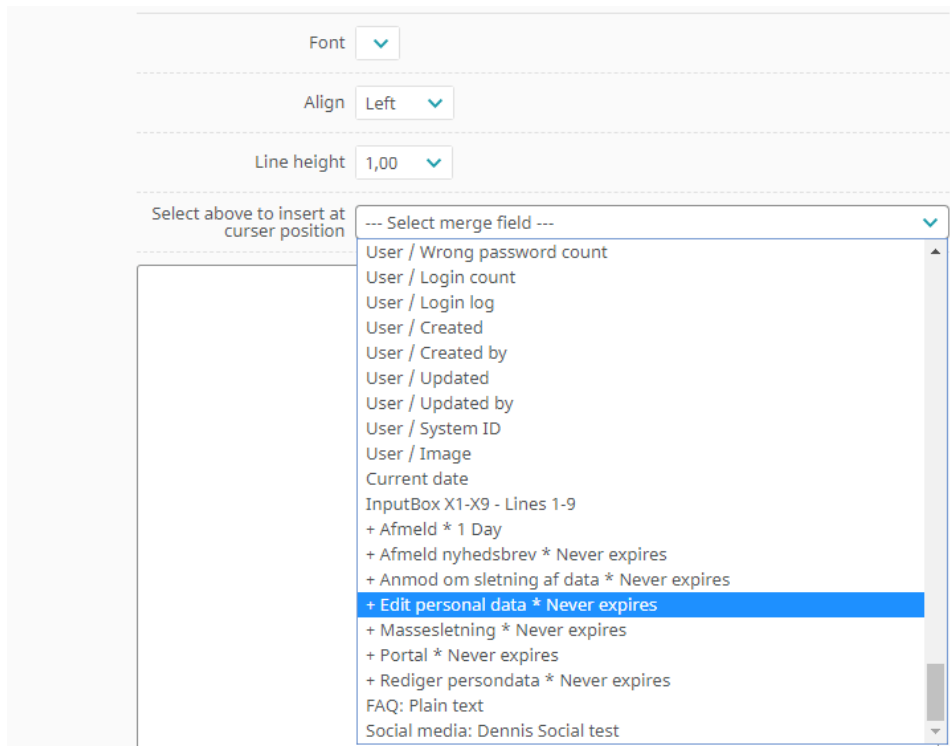 Font
Align
Left
Line height
1,00
Select above to insert at
curser position
--- Select merge field ---
User / Wrong password count
User / Login count
User / Login log
User / Created
User / Created by
User / Updated
User / Updated by
User / System ID
User / Image
Current date
InputBox X1-X9 - Lines 1-9
+ Afmeld * 1 Day
+ Afmeld nyhedsbrev * Never expires
+ Anmod om sletning af data * Never expires
+ Edit personal data * Never expires
+ Massesletning * Never expires
+ Portal * Never expires
+ Rediger persondata * Never expires
FAQ: Plain text
Social media: Dennis Social test